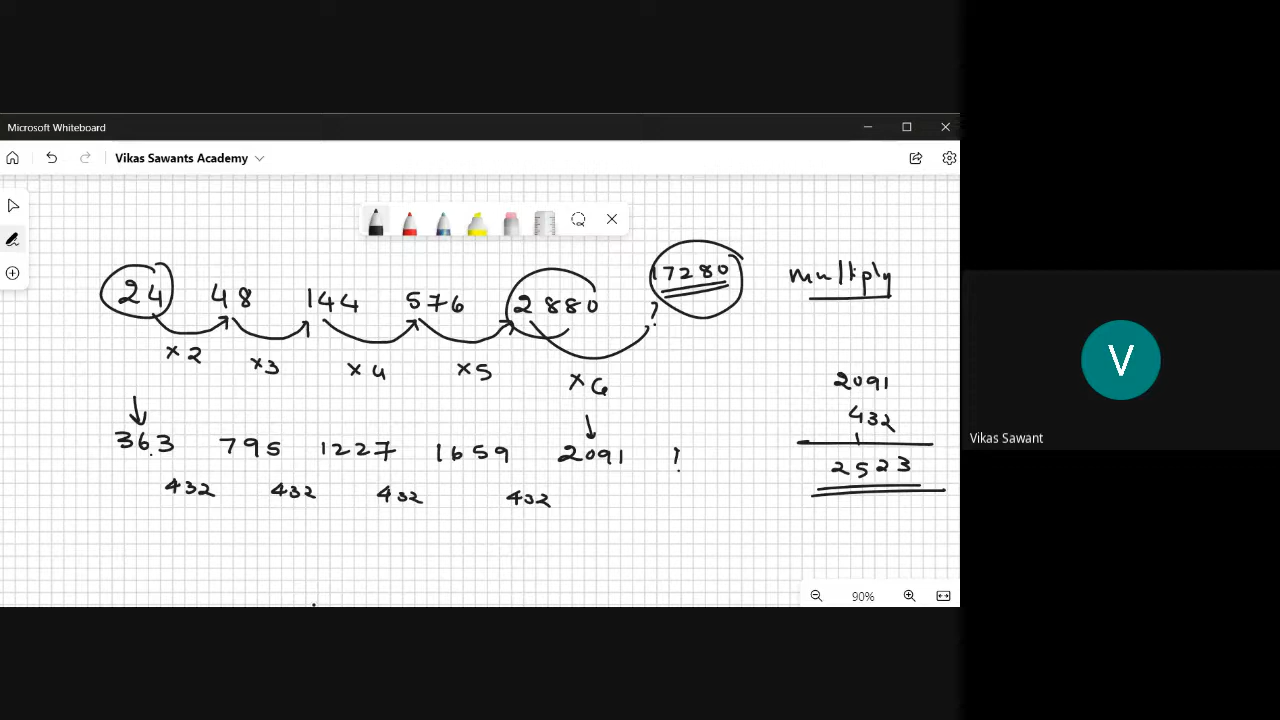 Microsoft Whiteboard
Vikas Sawants Academy
24 48 144 576 2880 17280 multiply
?
×2 ×3 ×4 ×5 ×6
2091
432
2523
363 795 1227 1659 2091 ?
432 432 432 432
90%
V
Vikas Sawant